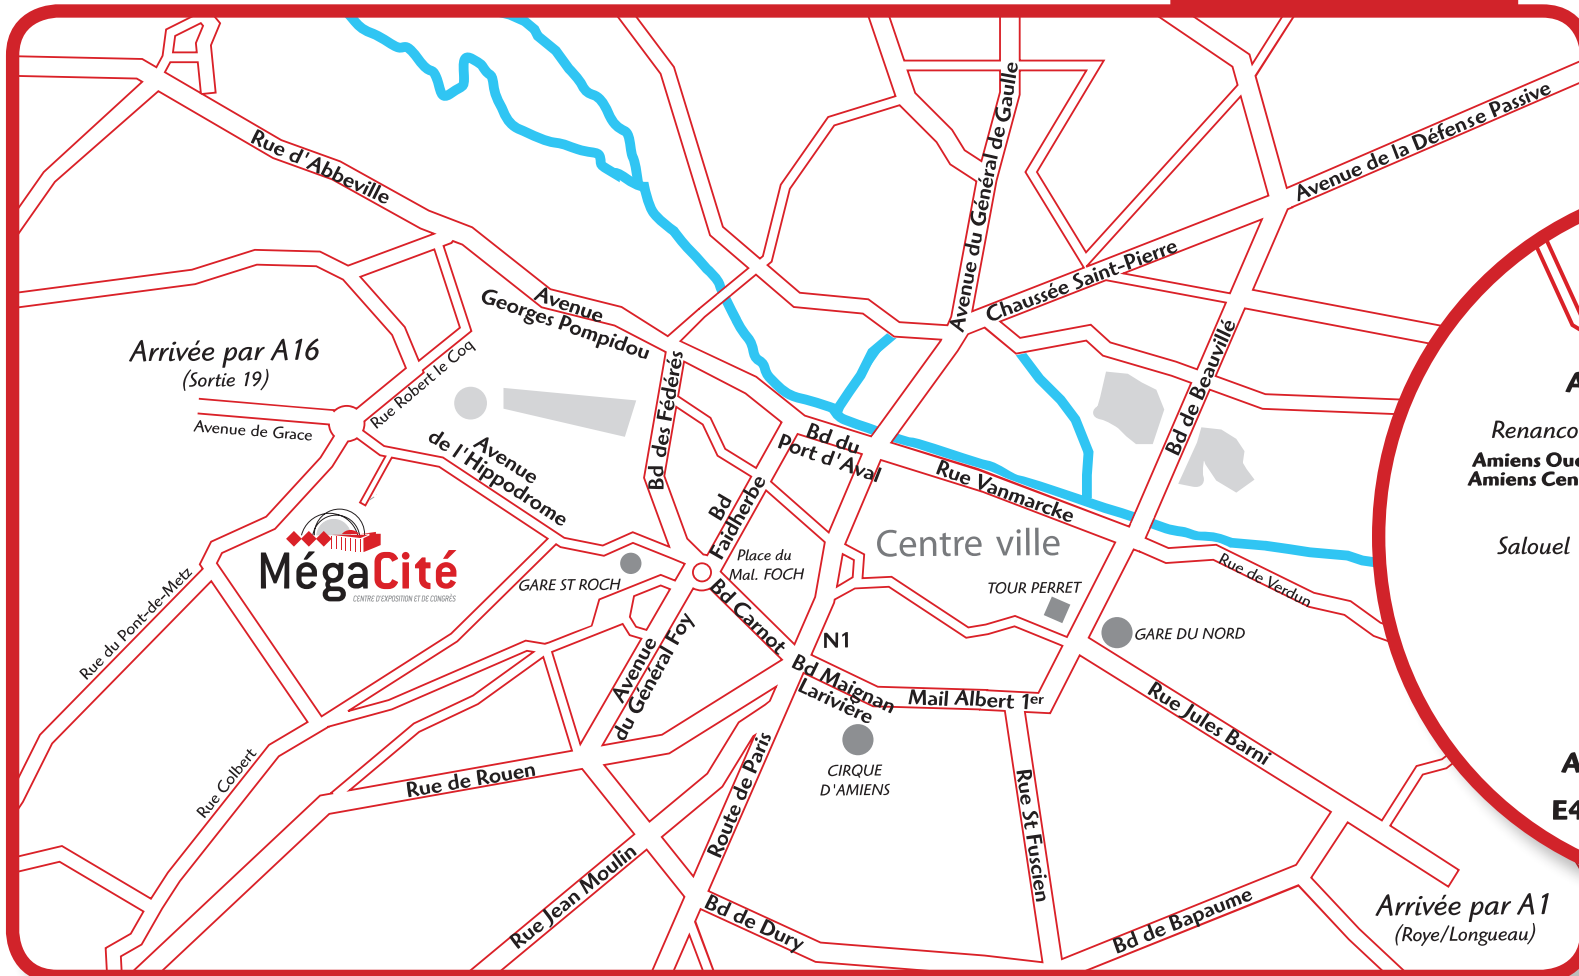 Rue d'Abbeville
Avenue du Général de Gaulle
Avenue de la Défense Passive
Chaussée Saint-Pierre
Avenue
Georges Pompidou
Arrivée par A16
(Sortie 19)
Rue Robert le Coq
Avenue de Grace
Avenue
de l'Hippodrome
Bd des Fédérés
Bd
Faidherbe
Bd du
Port d'Aval
Rue Vanmarcke
Bd de Beauvillé
Renanco
Amiens Oue
Amiens Cen
Salouel
Centre ville
MégaCité
CENTRE D'EXPOSITION ET DE CONGRÈS
GARE ST ROCH
Place du
Mal. FOCH
TOUR PERRET
Rue de Verdun
GARE DU NORD
Rue du Pont-de-Metz
Bd Carnot
N1
Avenue
du Général Foy
Bd Maignan
Larivière
Mail Albert 1er
Rue Jules Barni
CIRQUE
D'AMIENS
Rue Colbert
Rue de Rouen
Route de Paris
Rue St Fuscien
E4
Rue Jean Moulin
Bd de Dury
Bd de Bapaume
Arrivée par A1
(Roye/Longueau)